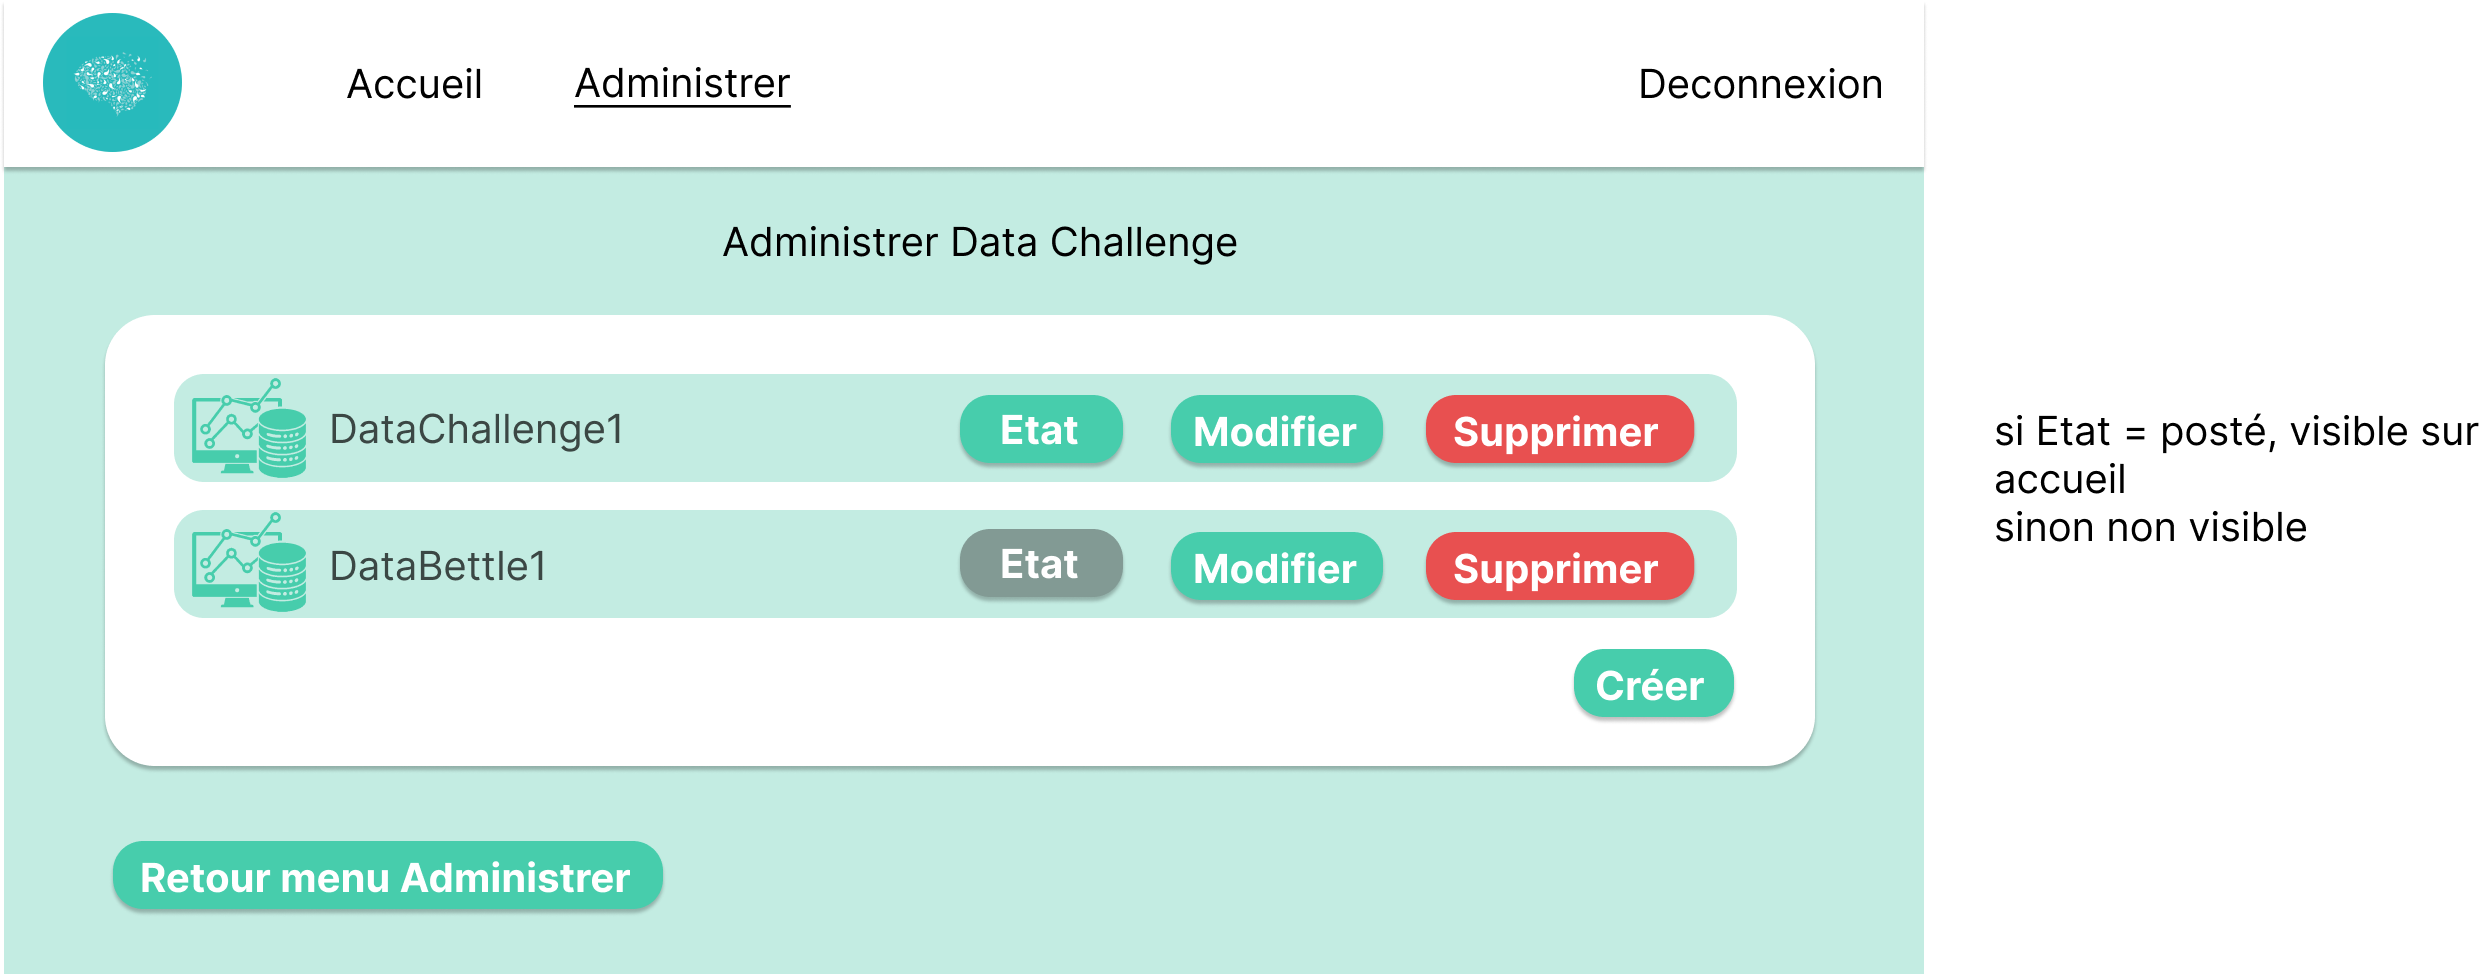 Accueil Administrer Deconnexion
Administrer Data Challenge
DataChallenge1 Etat Modifier Supprimer
DataBettle1 Etat Modifier Supprimer
Créer
Retour menu Administrer
si Etat = posté, visible sur
accueil
sinon non visible